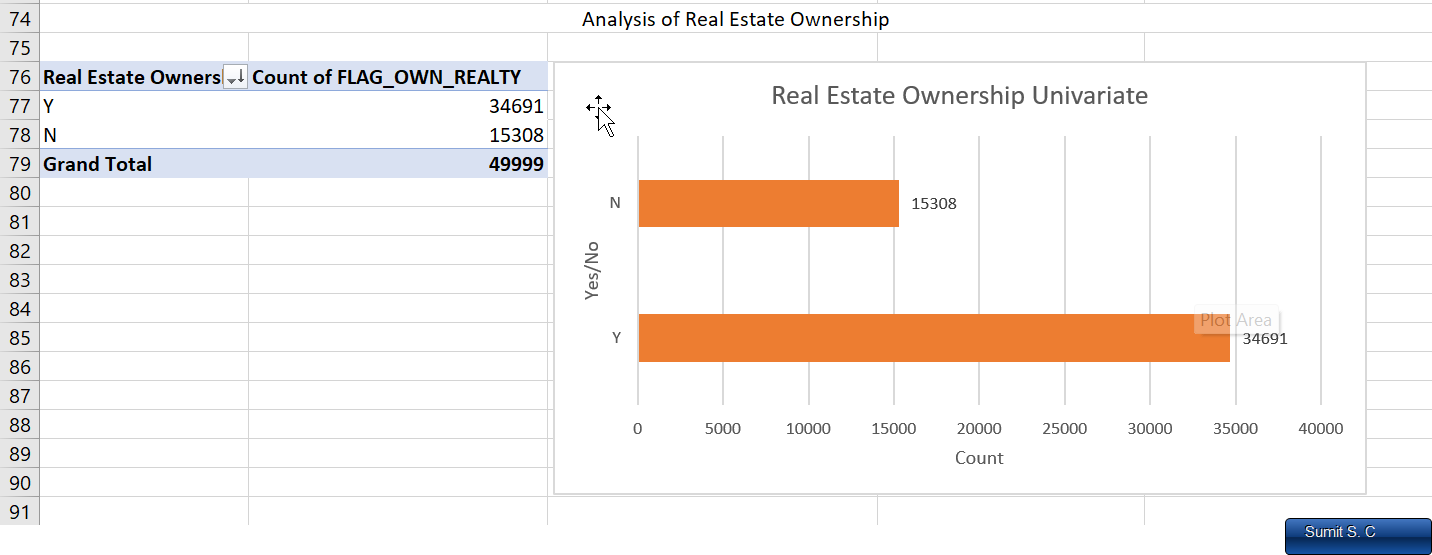 74 Analysis of Real Estate Ownership
75
76 Real Estate Owners Count of FLAG_OWN_REALTY
77 Y 34691
78 N 15308
79 Grand Total 49999
80
81
82
83
84
85
86
87
88
89
90
91
Real Estate Ownership Univariate
N 15308
Yes/No
Y 34691
Plot Area
0 5000 10000 15000 20000 25000 30000 35000 40000
Count
Sumit S. C